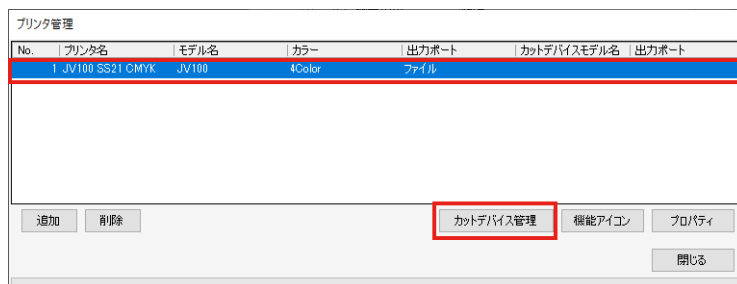 プリンタ管理
No. プリンタ名 モデル名 カラー 出力ポート カットデバイスモデル名 出力ポート
1 JV100 SS21 CMYK JV100 4Color ファイル
追加 削除 カットデバイス管理 機能アイコン プロパティ
閉じる